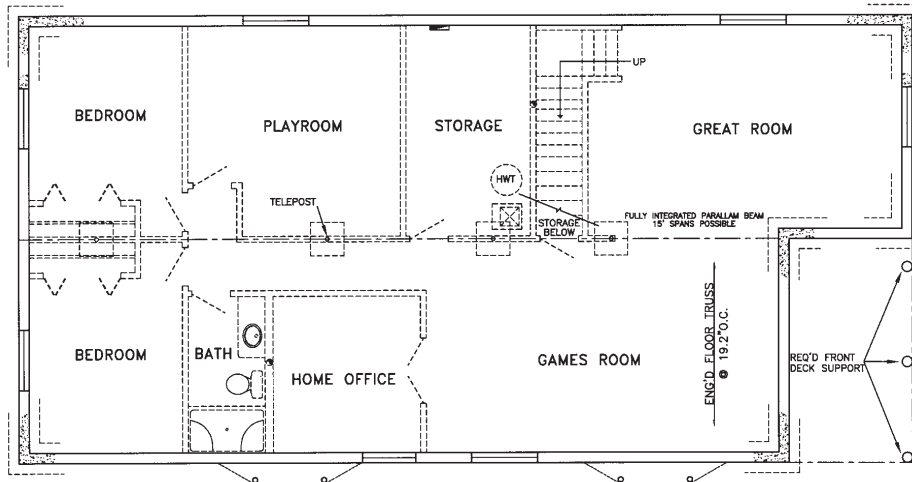 UP
BEDROOM
PLAYROOM
STORAGE
GREAT ROOM
HWT
TELEPOST
STORAGE
BELOW
FULLY INTEGRATED PARALLAM BEAM
15' SPANS POSSIBLE
BEDROOM
BATH
HOME OFFICE
GAMES ROOM
ENG'D FLOOR TRUSS
@ 19.2"O.C.
REQ'D FRONT
DECK SUPPORT